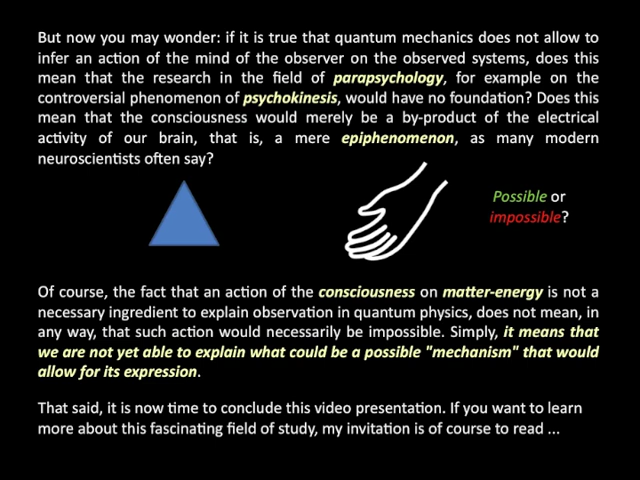 But now you may wonder: if it is true that quantum mechanics does not allow to
infer an action of the mind of the observer on the observed systems, does this
mean that the research in the field of parapsychology, for example on the
controversial phenomenon of psychokinesis, would have no foundation? Does this
mean that the consciousness would merely be a by-product of the electrical
activity of our brain, that is, a mere epiphenomenon, as many modern
neuroscientists often say?
Possible or
impossible?
Of course, the fact that an action of the consciousness on matter-energy is not a
necessary ingredient to explain observation in quantum physics, does not mean, in
any way, that such action would necessarily be impossible. Simply, it means that
we are not yet able to explain what could be a possible "mechanism" that would
allow for its expression.
That said, it is now time to conclude this video presentation. If you want to learn
more about this fascinating field of study, my invitation is of course to read ...